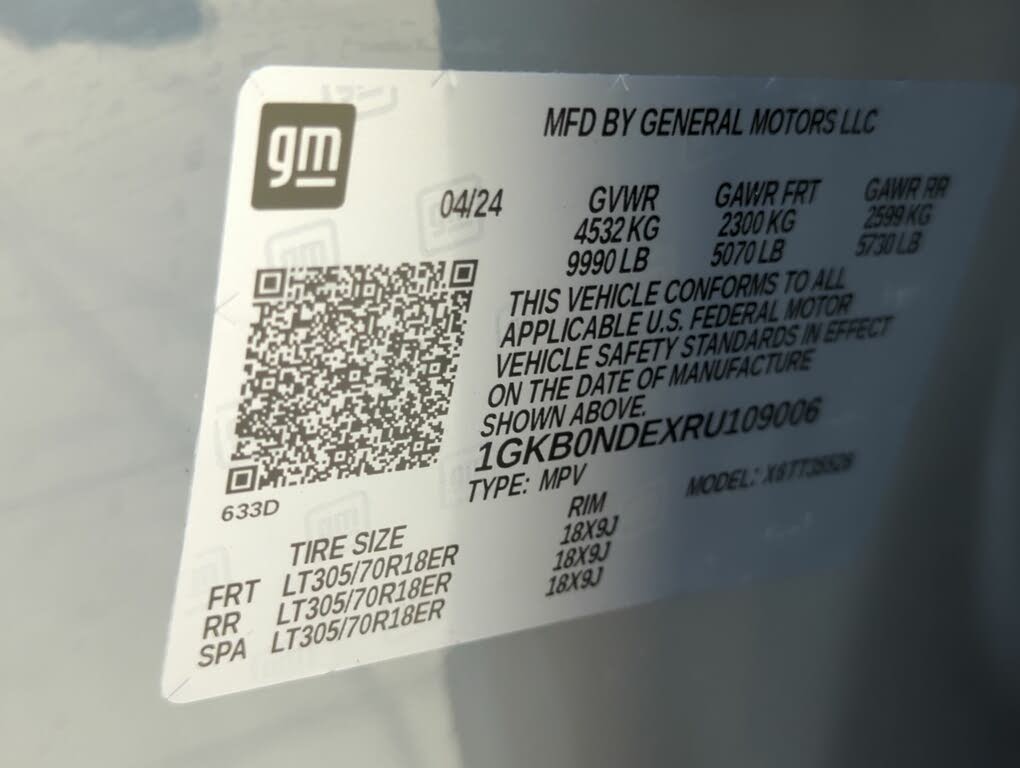 gm
MFD BY GENERAL MOTORS LLC
04/24 GVWR GAWR FRT GAWR RR
4532 KG 2300 KG 2599 KG
9990 LB 5070 LB 5730 LB
THIS VEHICLE CONFORMS TO ALL
APPLICABLE U.S. FEDERAL MOTOR
VEHICLE SAFETY STANDARDS IN EFFECT
ON THE DATE OF MANUFACTURE
SHOWN ABOVE.
1GKB0NDEXRU109006
TYPE: MPV MODEL:
633D
TIRE SIZE RIM
FRT LT305/70R18ER 18X9J
RR LT305/70R18ER 18X9J
SPA LT305/70R18ER 18X9J